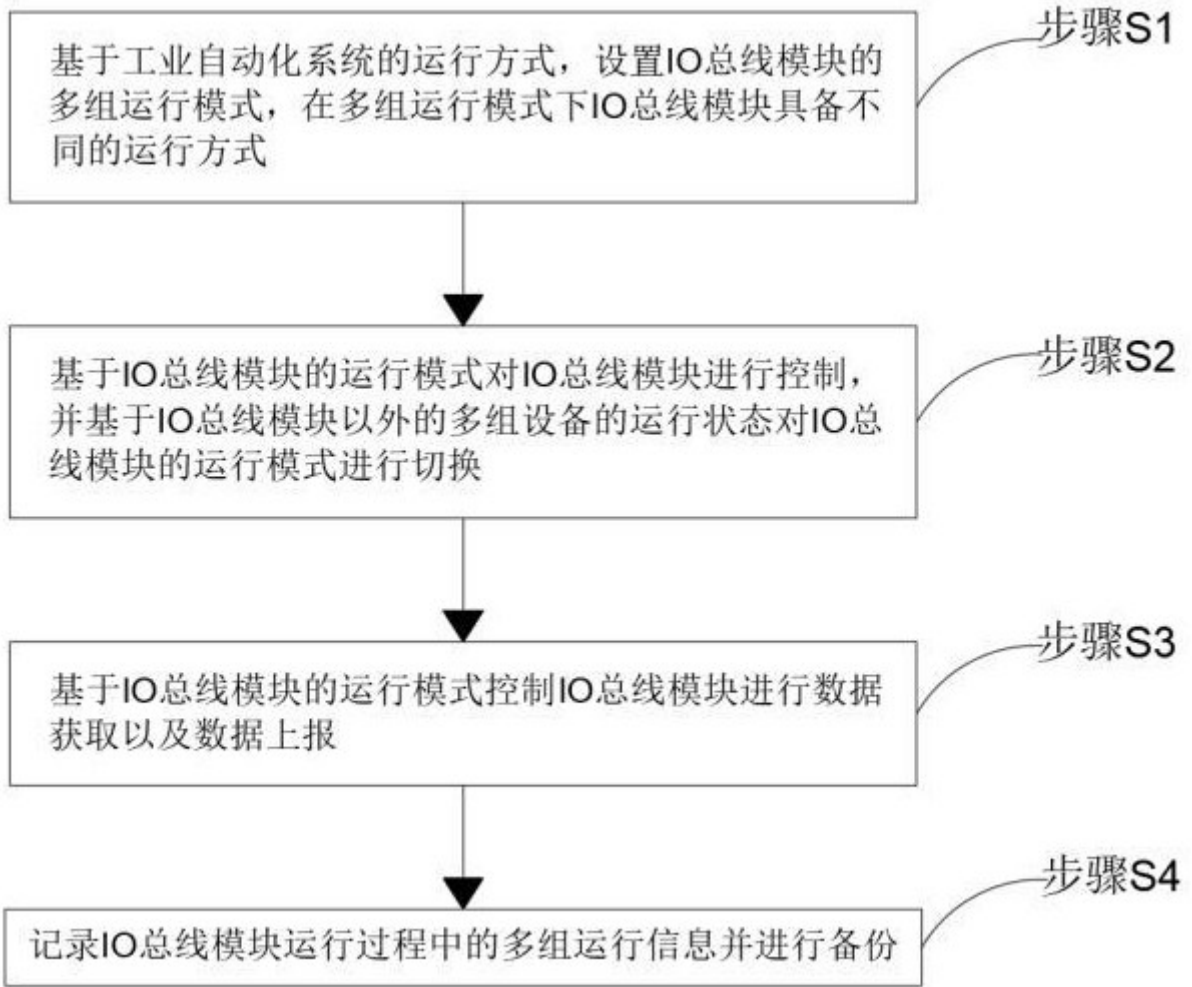 步骤S1
基于工业自动化系统的运行方式，设置IO总线模块的
多组运行模式，在多组运行模式下IO总线模块具备不
同的运行方式
步骤S2
基于IO总线模块的运行模式对IO总线模块进行控制，
并基于IO总线模块以外的多组设备的运行状态对IO总
线模块的运行模式进行切换
步骤S3
基于IO总线模块的运行模式控制IO总线模块进行数据
获取以及数据上报
步骤S4
记录IO总线模块运行过程中的多组运行信息并进行备份